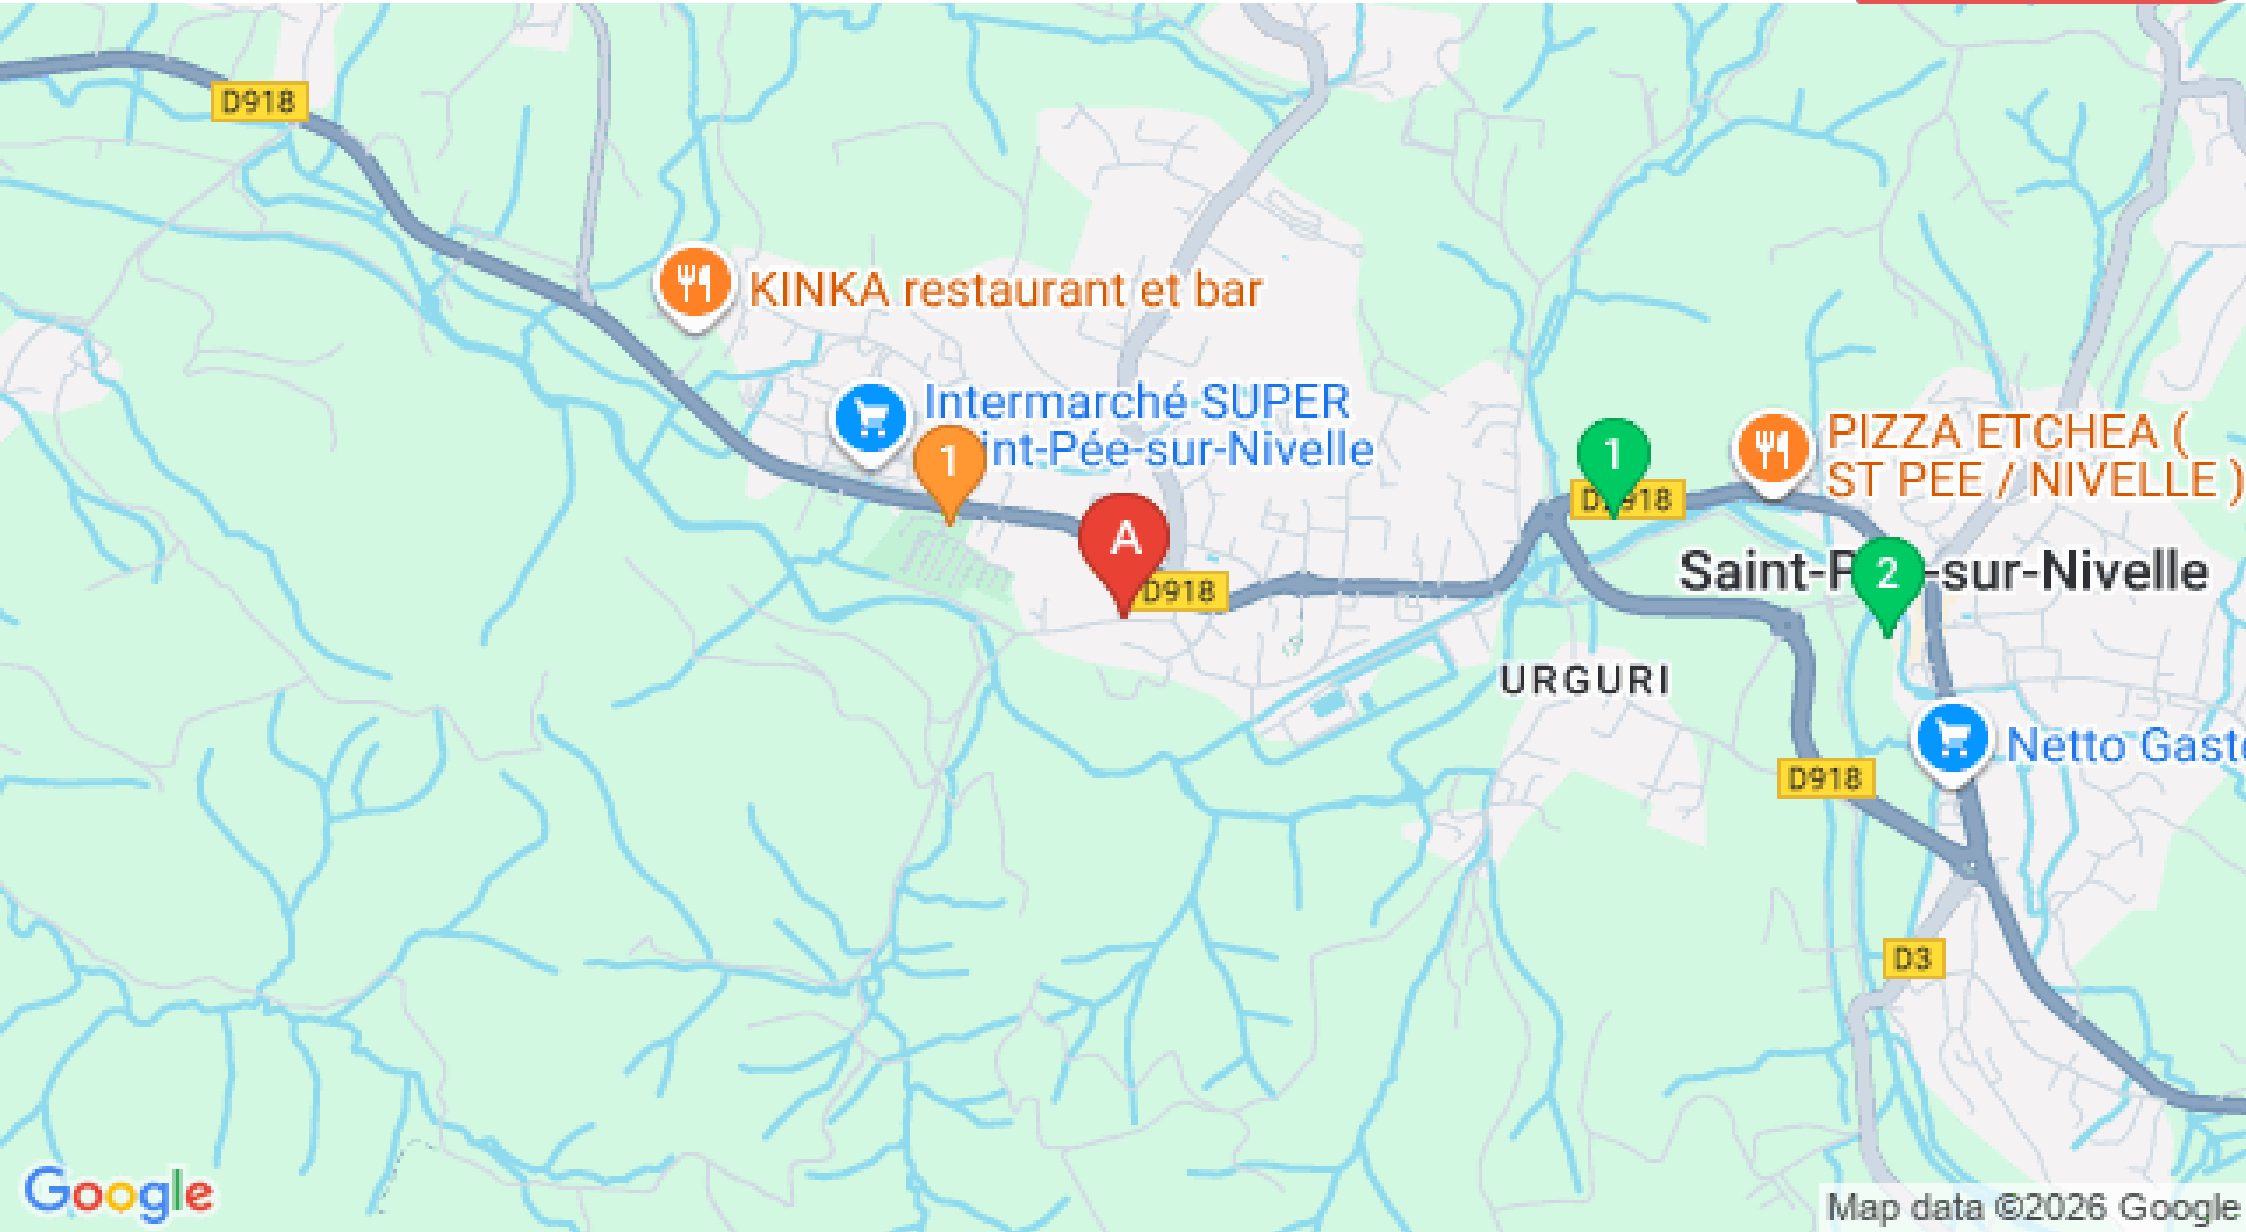 D918
KINKA restaurant et bar
Intermarché SUPER
int-Pée-sur-Nivelle
1
A
D918
1
918
PIZZA ETCHEA (
ST PEE / NIVELLE )
Saint-P
-sur-Nivelle
2
URGURI
Netto Gast
D918
D3
Google
Map data ©2026 Google